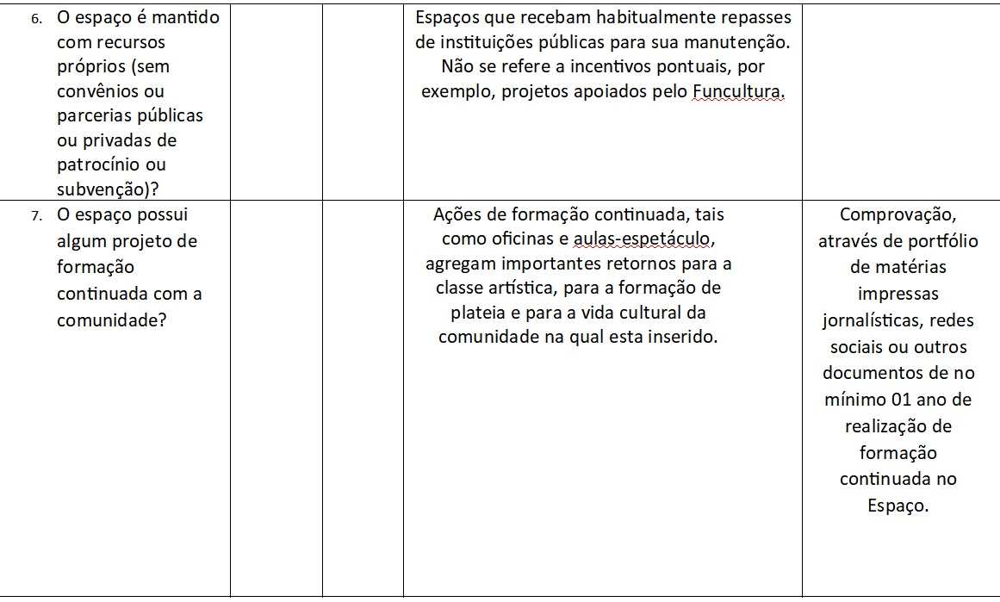 6. O espaço é mantido
com recursos
próprios (sem
convênios ou
parcerias públicas
ou privadas de
patrocínio ou
subvenção)?
Espaços que recebam habitualmente repasses
de instituições públicas para sua manutenção.
Não se refere a incentivos pontuais, por
exemplo, projetos apoiados pelo Funcultura.
7. O espaço possui
algum projeto de
formação
continuada com a
comunidade?
Ações de formação continuada, tais
como oficinas e aulas-espetáculo,
agregam importantes retornos para a
classe artística, para a formação de
plateia e para a vida cultural da
comunidade na qual esta inserido.
Comprovação,
através de portfólio
de matérias
impressas
jornalísticas, redes
sociais ou outros
documentos de no
mínimo 01 ano de
realização de
formação
continuada no
Espaço.